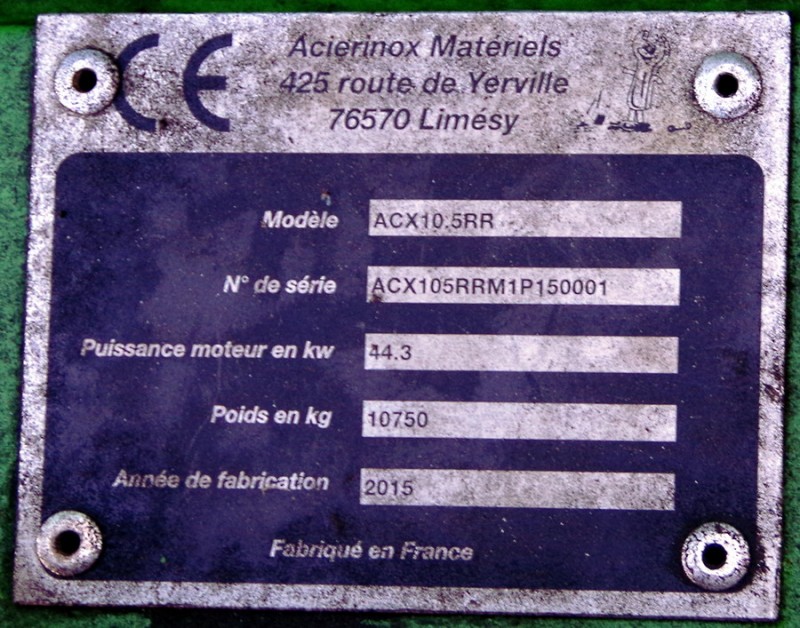 CE
Acierinox Matériels
425 route de Yerville
76570 Limésy
Modèle ACX10.5RR
N° de série ACX105RRM1P150001
Puissance moteur en kw 44.3
Poids en kg 10750
Année de fabrication 2015
Fabriqué en France